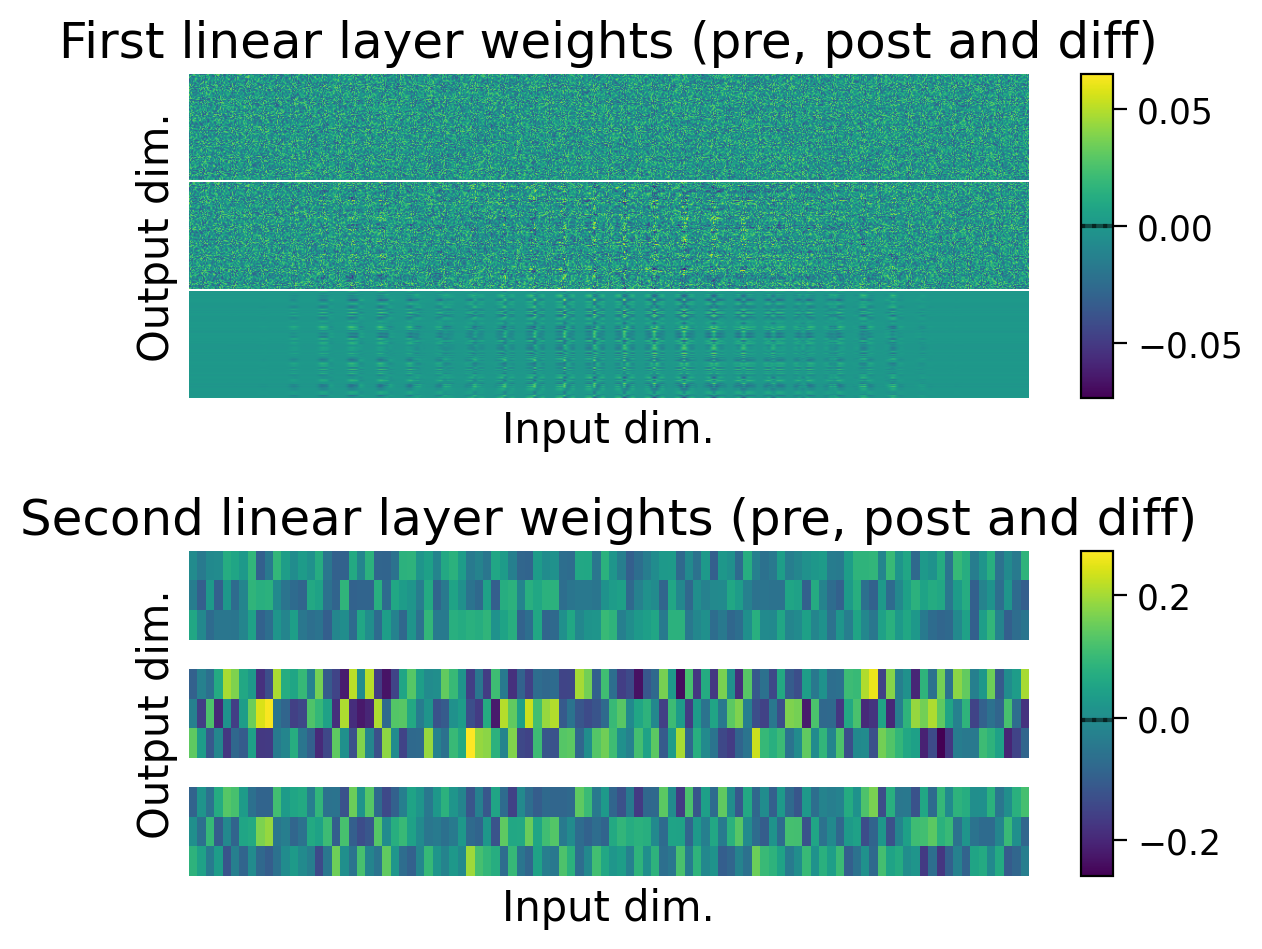 First linear layer weights (pre, post and diff)
Output dim.
Input dim.
0.05
0.00
−0.05
Second linear layer weights (pre, post and diff)
Output dim.
Input dim.
0.2
0.0
−0.2